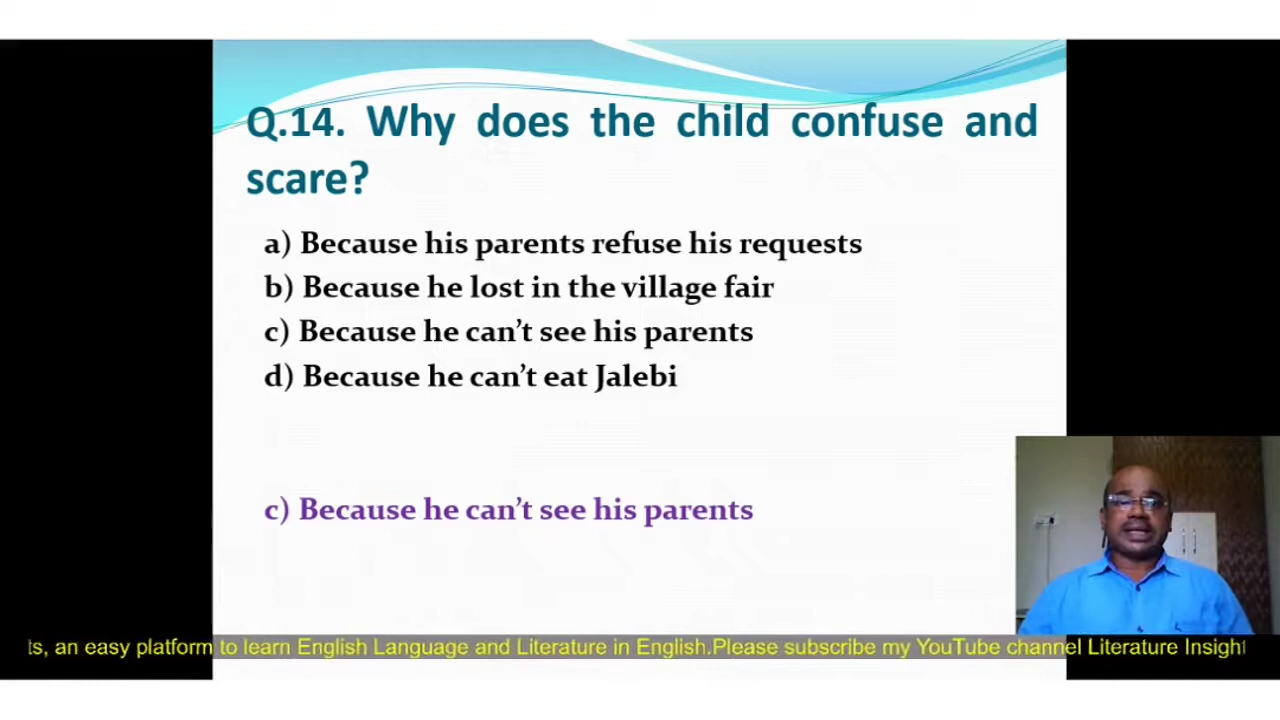 Q.14. Why does the child confuse and
scare?
a) Because his parents refuse his requests
b) Because he lost in the village fair
c) Because he can't see his parents
d) Because he can't eat Jalebi
c) Because he can't see his parents
ts, an easy platform to learn English Language and Literature in English.Please subscribe my YouTube channel Literature Insight